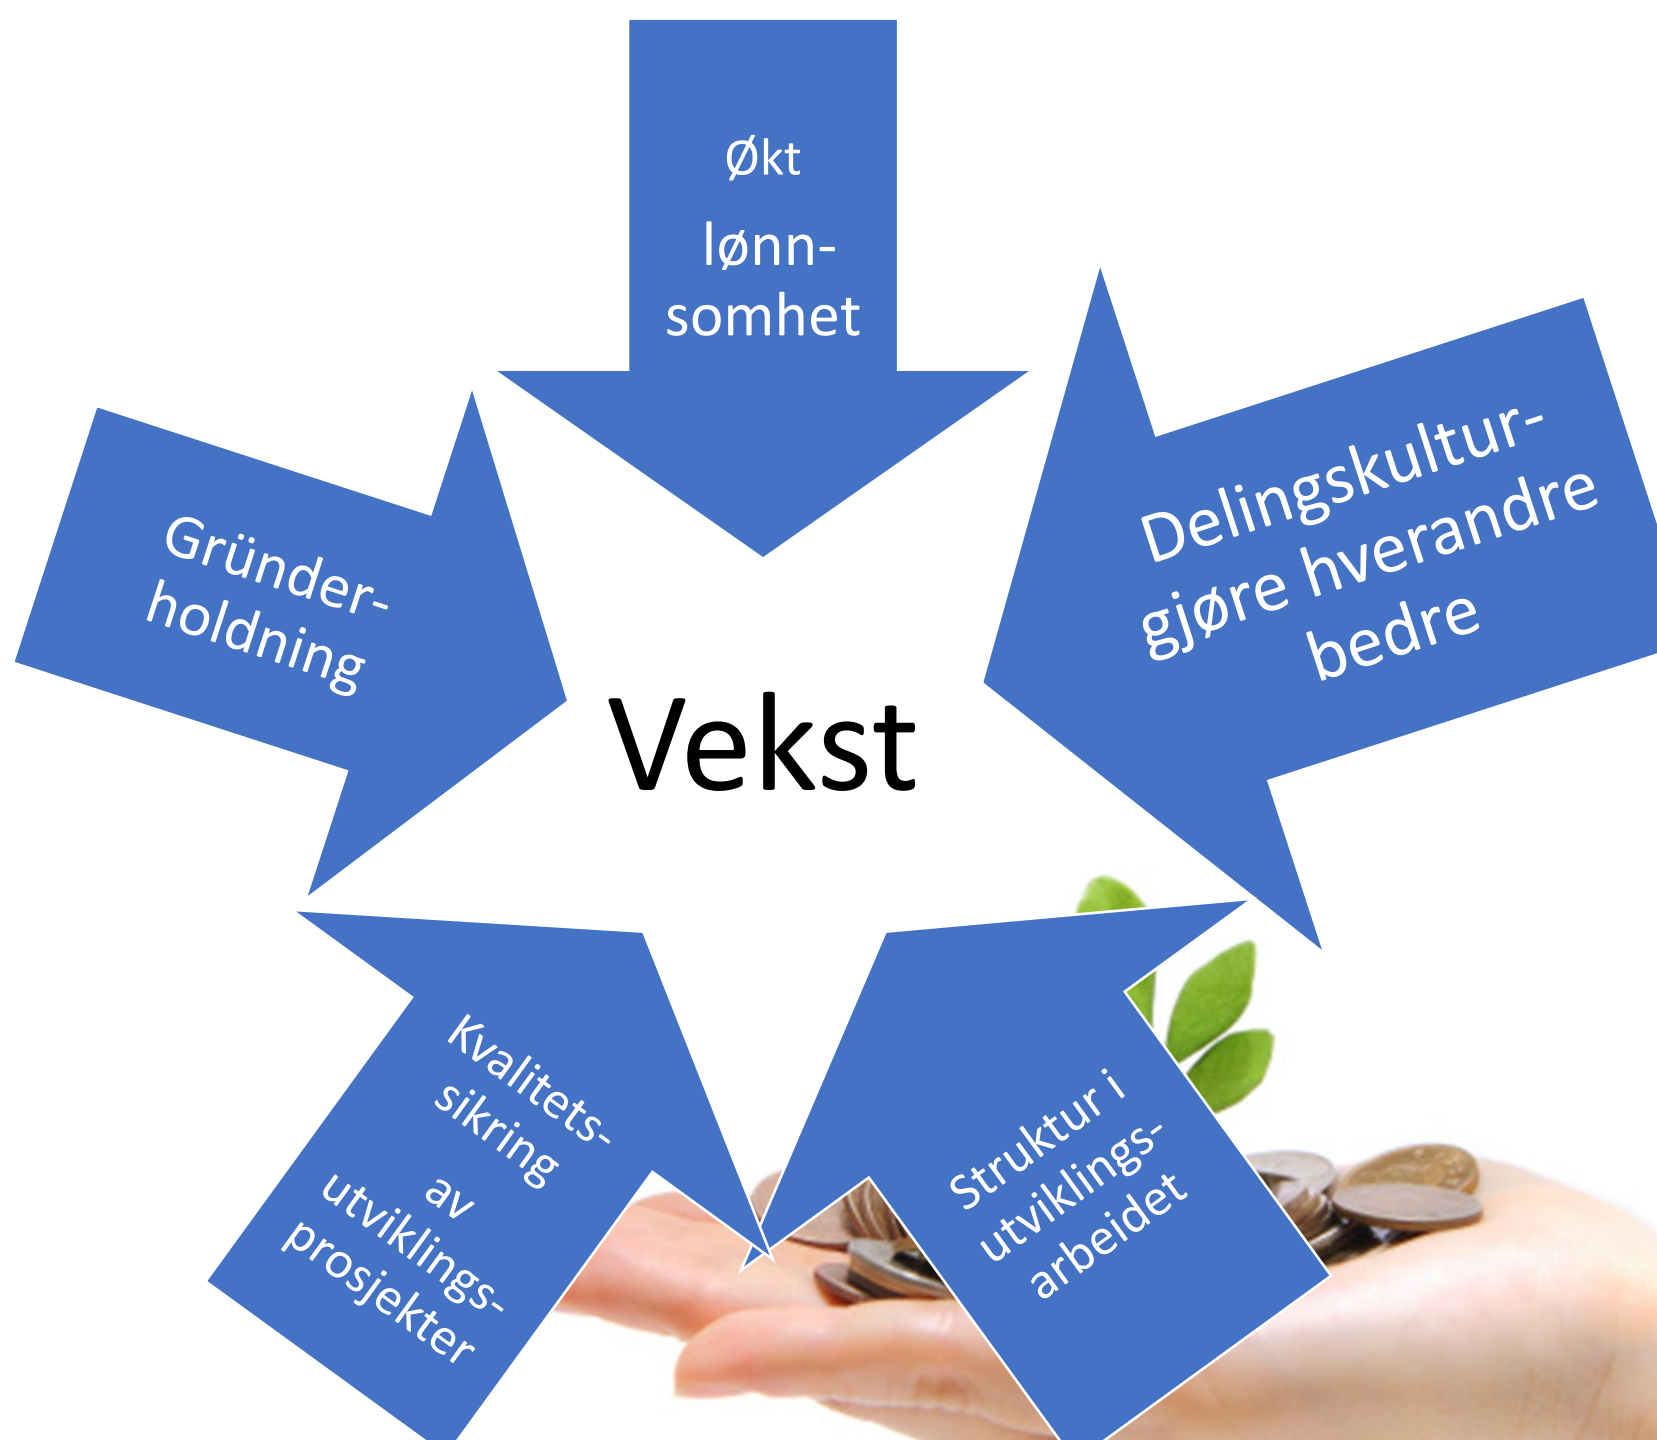 Økt
lønn-
somhet
Delingskultur-
gjøre hverandre
bedre
Gründer-
holdning
Vekst
Kvalitets-
sikring
av
utviklings-
prosjekter
Struktur i
utviklings-
arbeidet